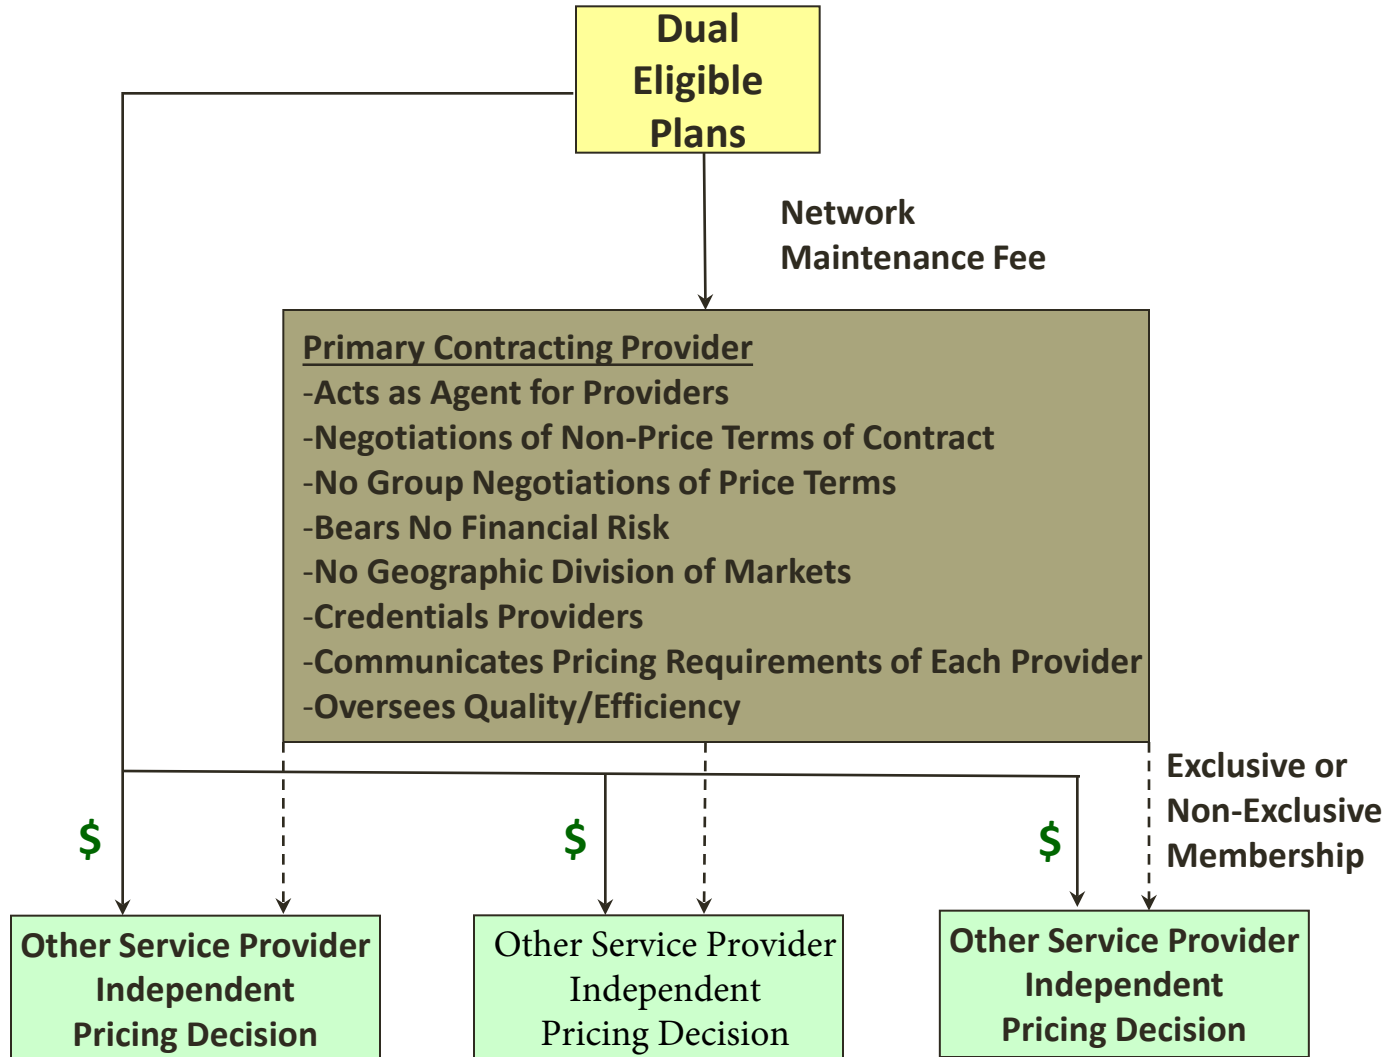 Dual
Eligible
Plans
Network
Maintenance Fee
Primary Contracting Provider
-Acts as Agent for Providers
-Negotiations of Non-Price Terms of Contract
-No Group Negotiations of Price Terms
-Bears No Financial Risk
-No Geographic Division of Markets
-Credentials Providers
-Communicates Pricing Requirements of Each Provider
-Oversees Quality/Efficiency
Exclusive or
Non-Exclusive
Membership
$
$
$
Other Service Provider
Independent
Pricing Decision
Other Service Provider
Independent
Pricing Decision
Other Service Provider
Independent
Pricing Decision